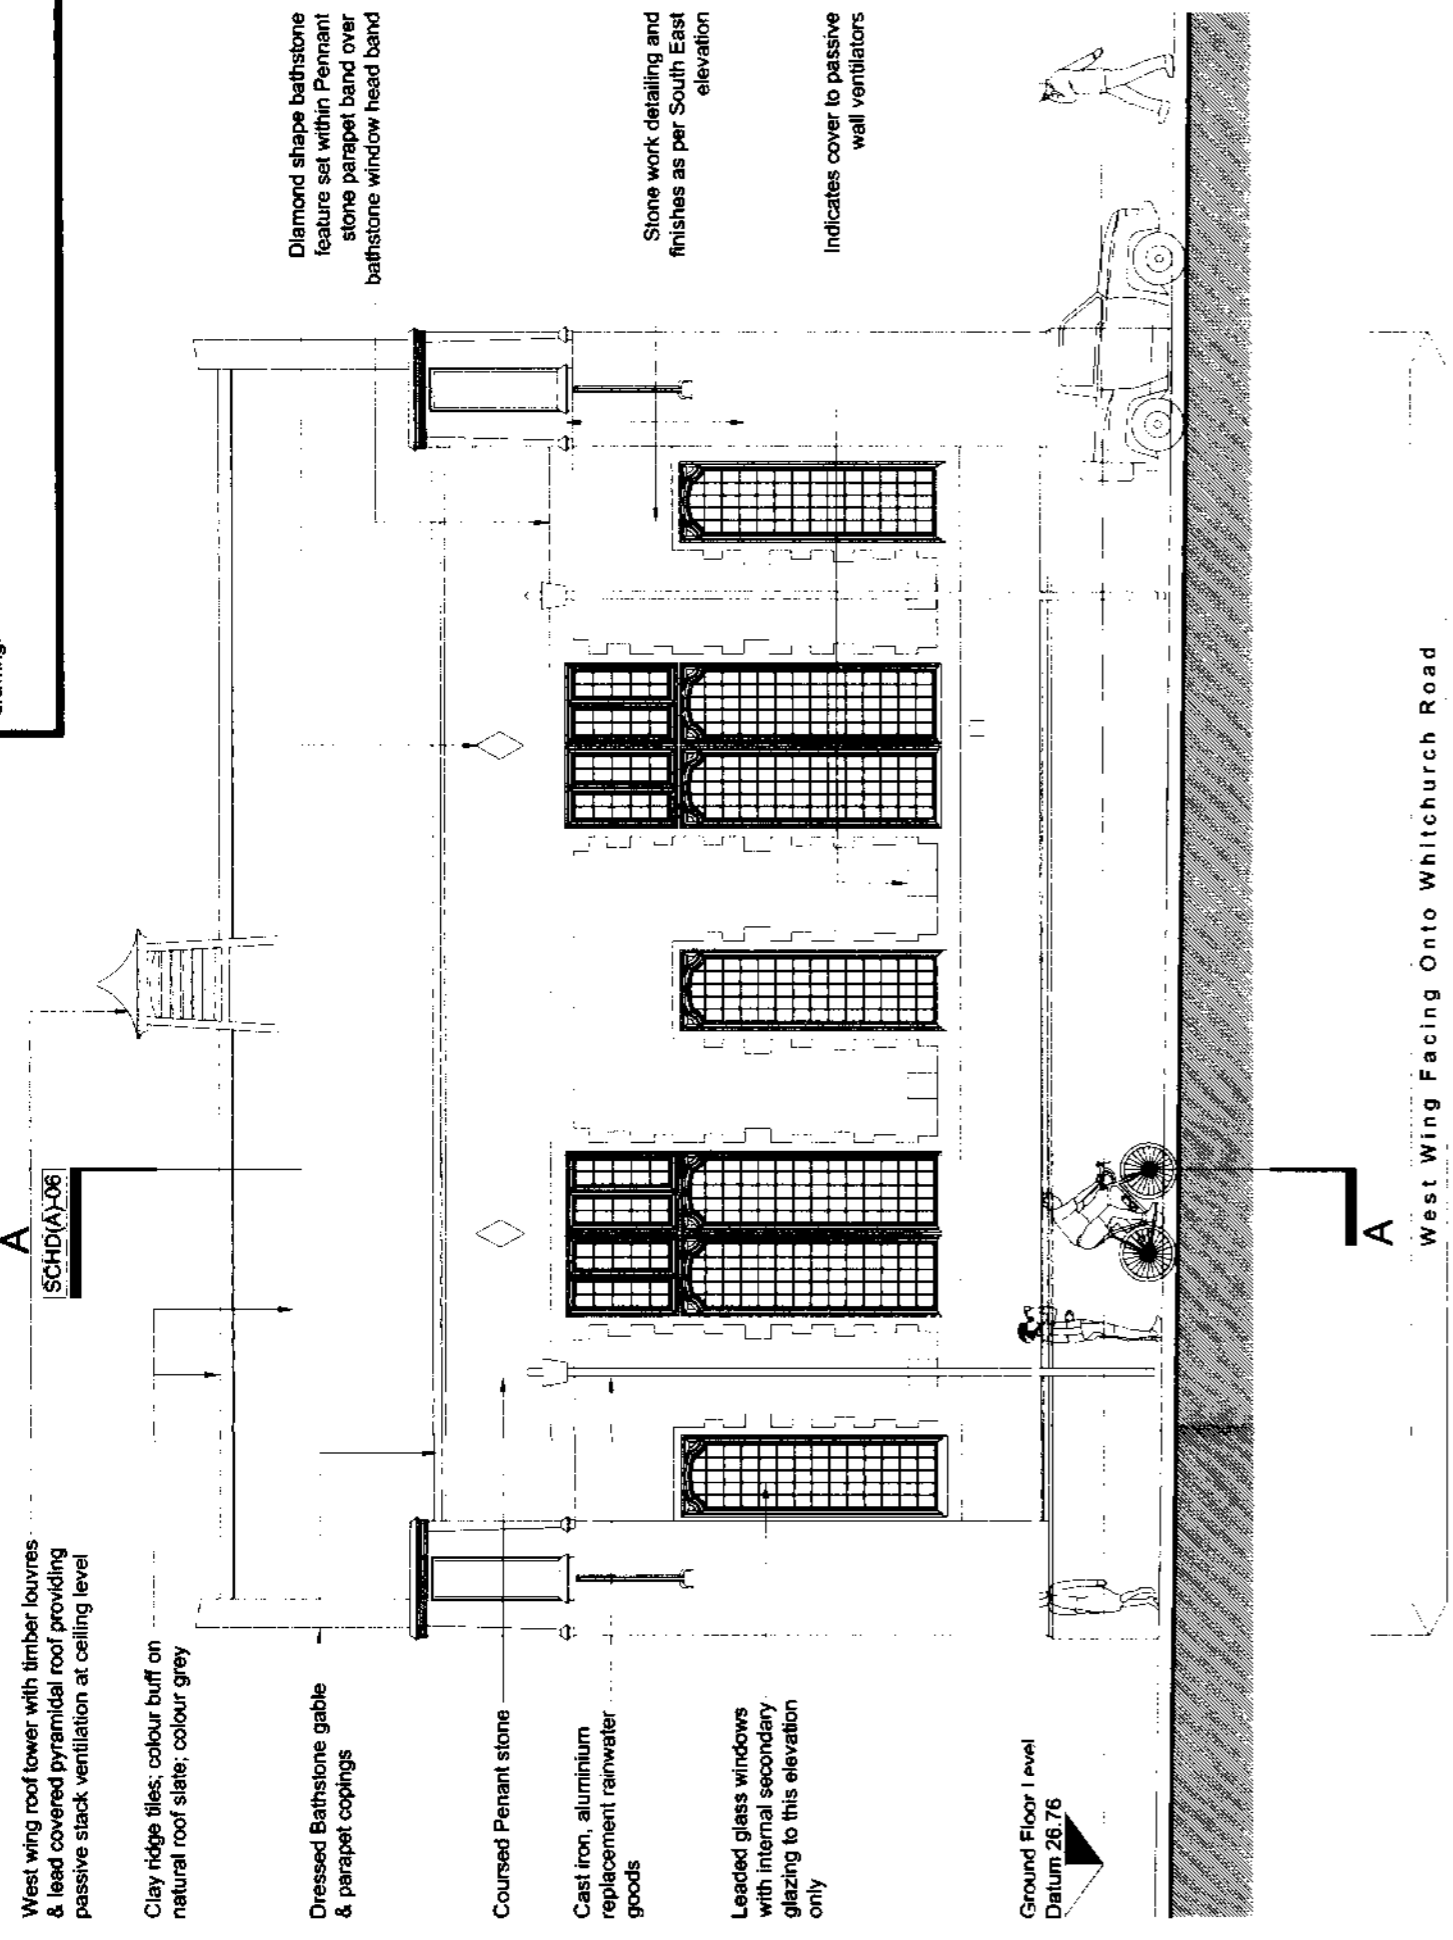 drawing.
A
SCHD(A)-06
West wing roof tower with timber louvres
& lead covered pyramidal roof providing
passive stack ventilation at ceiling level
Clay ridge tiles; colour buff on
natural roof slate; colour grey
Dressed Bathstone gable
& parapet copings
Coursed Penant stone
Cast iron, aluminium
replacement rainwater
goods
Leaded glass windows
with internal secondary
glazing to this elevation
only
Ground Floor Level
Datum 26.76
Diamond shape bathstone
feature set within Pennant
stone parapet band over
bathstone window head band
Stone work detailing and
finishes as per South East
elevation
Indicates cover to passive
wall ventilators
A
West Wing Facing Onto Whitchurch Road